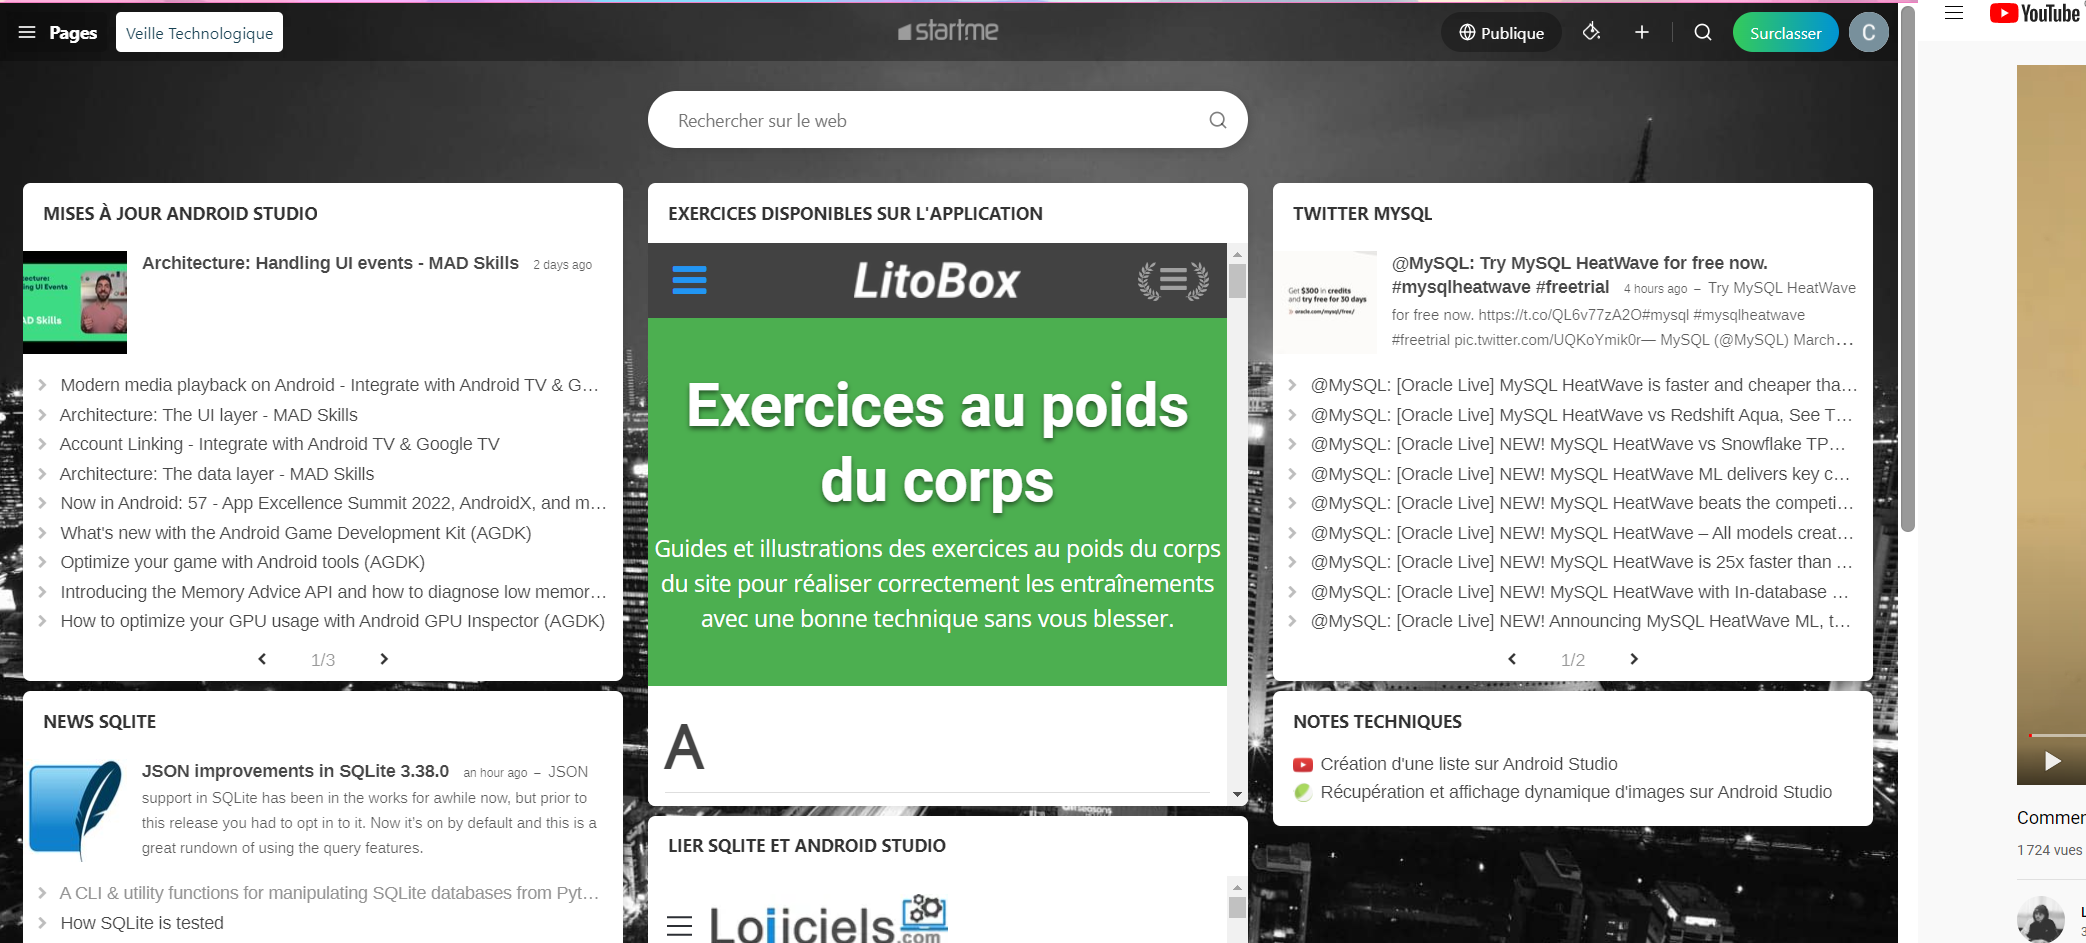 Pages
Veille Technologique
startme
Publique
Surclasser
C
YouTube
Rechercher sur le web
MISES À JOUR ANDROID STUDIO
Architecture: Handling UI events - MAD Skills 2 days ago
Modern media playback on Android - Integrate with Android TV & G…
Architecture: The UI layer - MAD Skills
Account Linking - Integrate with Android TV & Google TV
Architecture: The data layer - MAD Skills
Now in Android: 57 - App Excellence Summit 2022, AndroidX, and m…
What's new with the Android Game Development Kit (AGDK)
Optimize your game with Android tools (AGDK)
Introducing the Memory Advice API and how to diagnose low memor…
How to optimize your GPU usage with Android GPU Inspector (AGDK)
1/3
NEWS SQLITE
JSON improvements in SQLite 3.38.0 an hour ago – JSON
support in SQLite has been in the works for awhile now, but prior to
this release you had to opt in to it. Now it's on by default and this is a
great rundown of using the query features.
A CLI & utility functions for manipulating SQLite databases from Pyt…
How SQLite is tested
EXERCICES DISPONIBLES SUR L'APPLICATION
LitoBox
Exercices au poids
du corps
Guides et illustrations des exercices au poids du corps
du site pour réaliser correctement les entraînements
avec une bonne technique sans vous blesser.
A
LIER SQLITE ET ANDROID STUDIO
Loiiciels
.com
TWITTER MYSQL
Get $300 in credits
and try free for 30 days
oracle.com/mysql/free/
@MySQL: Try MySQL HeatWave for free now.
#mysqlheatwave #freetrial 4 hours ago – Try MySQL HeatWave
for free now. https://t.co/QL6v77zA2O#mysql #mysqlheatwave
#freetrial pic.twitter.com/UQKoYmik0r— MySQL (@MySQL) March…
@MySQL: [Oracle Live] MySQL HeatWave is faster and cheaper tha…
@MySQL: [Oracle Live] MySQL HeatWave vs Redshift Aqua, See T…
@MySQL: [Oracle Live] NEW! MySQL HeatWave vs Snowflake TP…
@MySQL: [Oracle Live] NEW! MySQL HeatWave ML delivers key c…
@MySQL: [Oracle Live] NEW! MySQL HeatWave beats the competi…
@MySQL: [Oracle Live] NEW! MySQL HeatWave – All models creat…
@MySQL: [Oracle Live] NEW! MySQL HeatWave is 25x faster than …
@MySQL: [Oracle Live] NEW! MySQL HeatWave with In-database …
@MySQL: [Oracle Live] NEW! Announcing MySQL HeatWave ML, t…
1/2
NOTES TECHNIQUES
Création d'une liste sur Android Studio
Récupération et affichage dynamique d'images sur Android Studio
Commen
1 724 vues